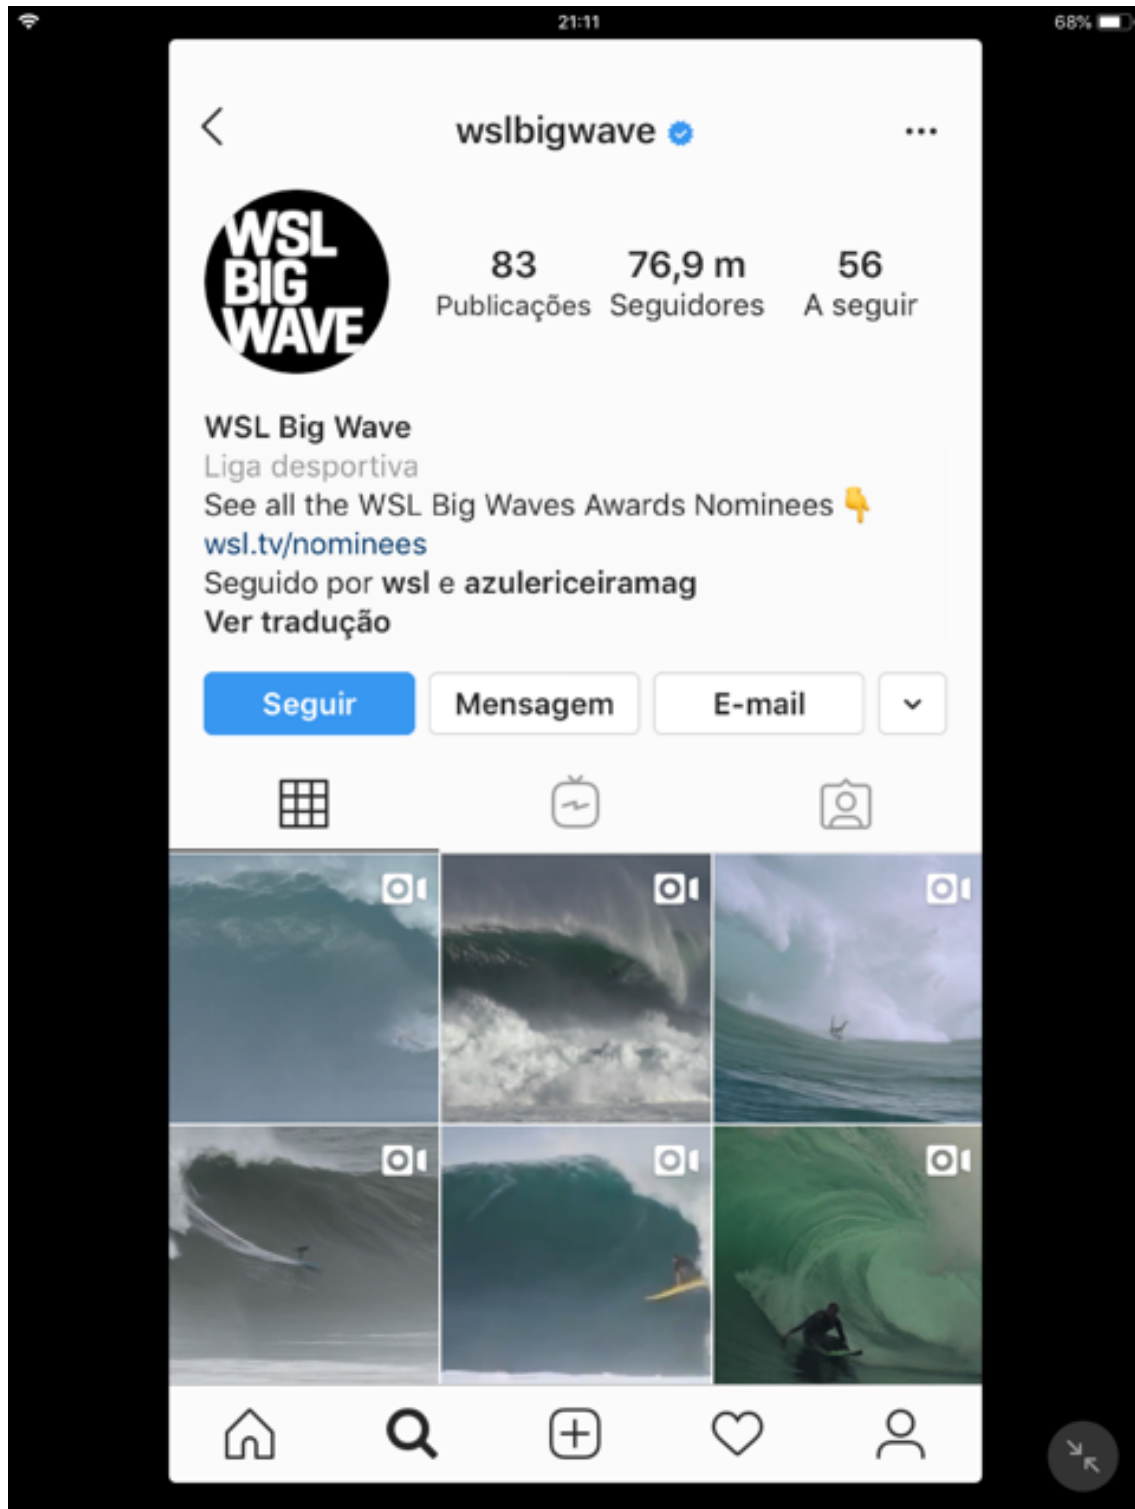 21:11
68%
wslbigwave
WSL
BIG
WAVE
83
Publicações
76,9 m
Seguidores
56
A seguir
WSL Big Wave
Liga desportiva
See all the WSL Big Waves Awards Nominees 👇
wsl.tv/nominees
Seguido por wsl e azulericeiramag
Ver tradução
Seguir
Mensagem
E-mail